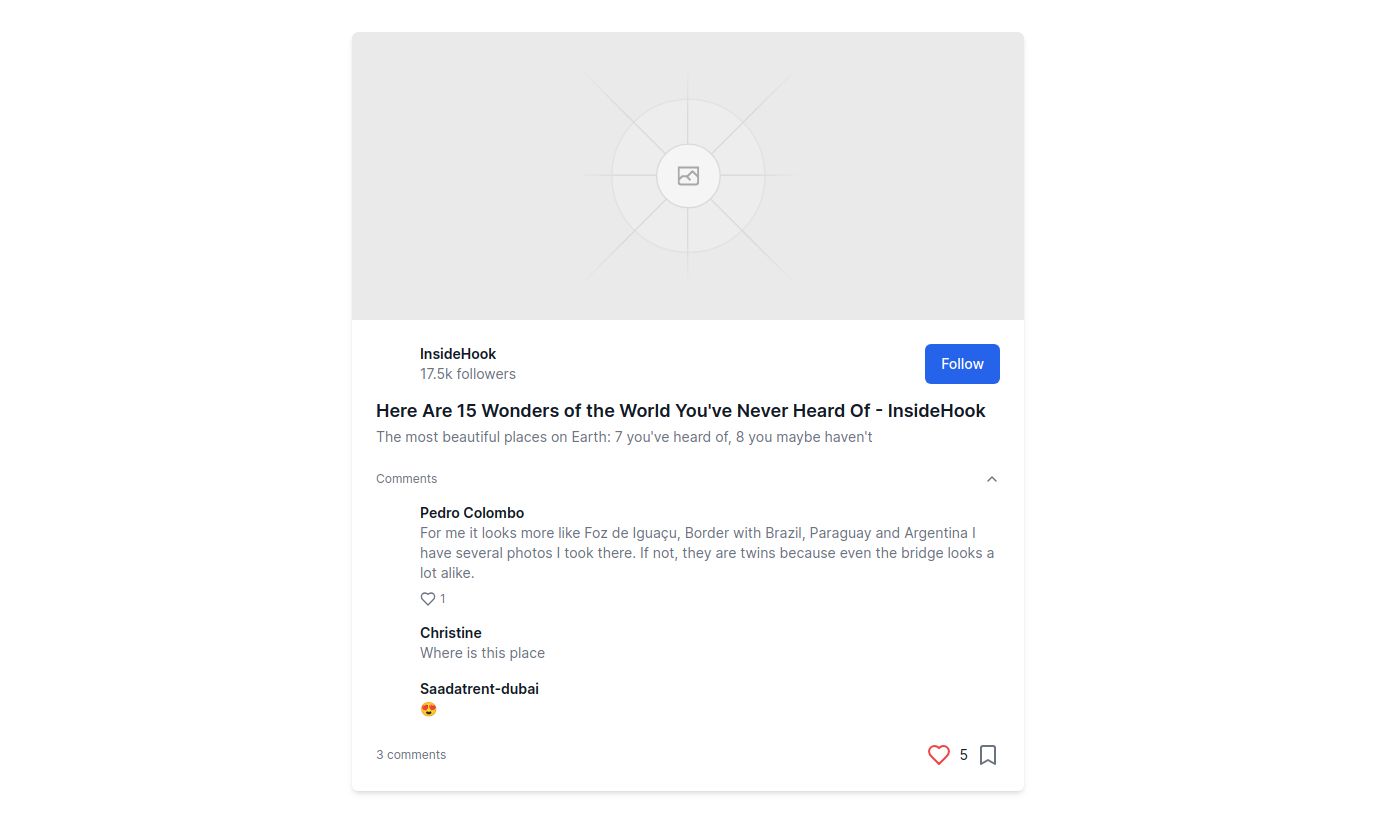 InsideHook
17.5k followers
Follow
Here Are 15 Wonders of the World You've Never Heard Of - InsideHook
The most beautiful places on Earth: 7 you've heard of, 8 you maybe haven't
Comments
Pedro Colombo
For me it looks more like Foz de Iguaçu, Border with Brazil, Paraguay and Argentina I
have several photos I took there. If not, they are twins because even the bridge looks a
lot alike.
1
Christine
Where is this place
Saadatrent-dubai
😍
3 comments
5